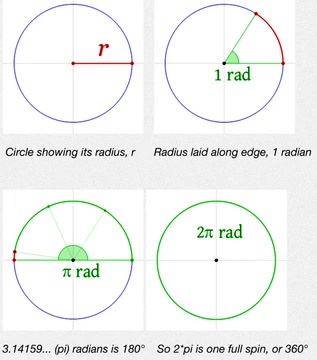 r
1 rad
Circle showing its radius, r
Radius laid along edge, 1 radian
π rad
2π rad
3.14159... (pi) radians is 180°
So 2*pi is one full spin, or 360°